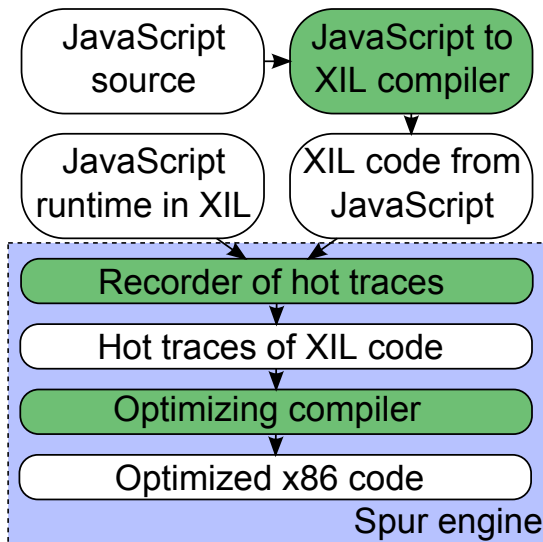 JavaScript
source
JavaScript to
XIL compiler
JavaScript
runtime in XIL
XIL code from
JavaScript
Recorder of hot traces
Hot traces of XIL code
Optimizing compiler
Optimized x86 code
Spur engine